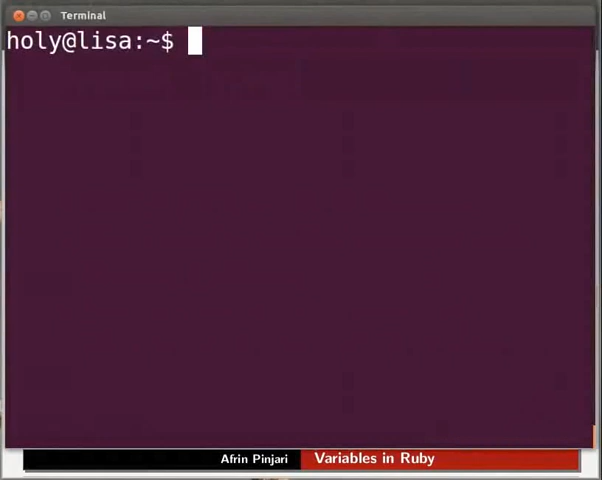 Terminal
holy@lisa:~$
Afrin Pinjari
Variables in Ruby